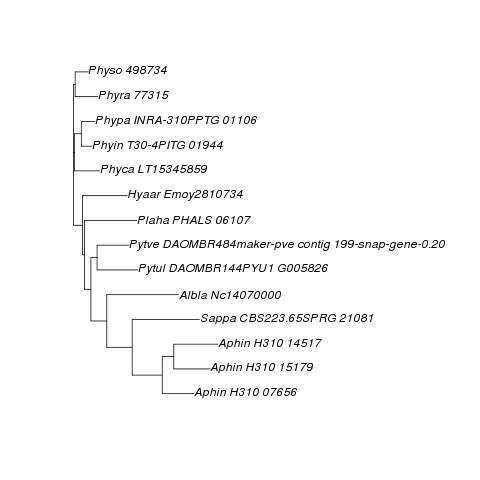 Physo 498734
Phyra 77315
Phypa INRA-310PPTG 01106
Phyin T30-4PITG 01944
Phyca LT15345859
Hyaar Emoy2810734
Plaha PHALS 06107
Pytve DAOMBR484maker-pve contig 199-snap-gene-0.20
Pytul DAOMBR144PYU1 G005826
Albla Nc14070000
Sappa CBS223.65SPRG 21081
Aphin H310 14517
Aphin H310 15179
Aphin H310 07656